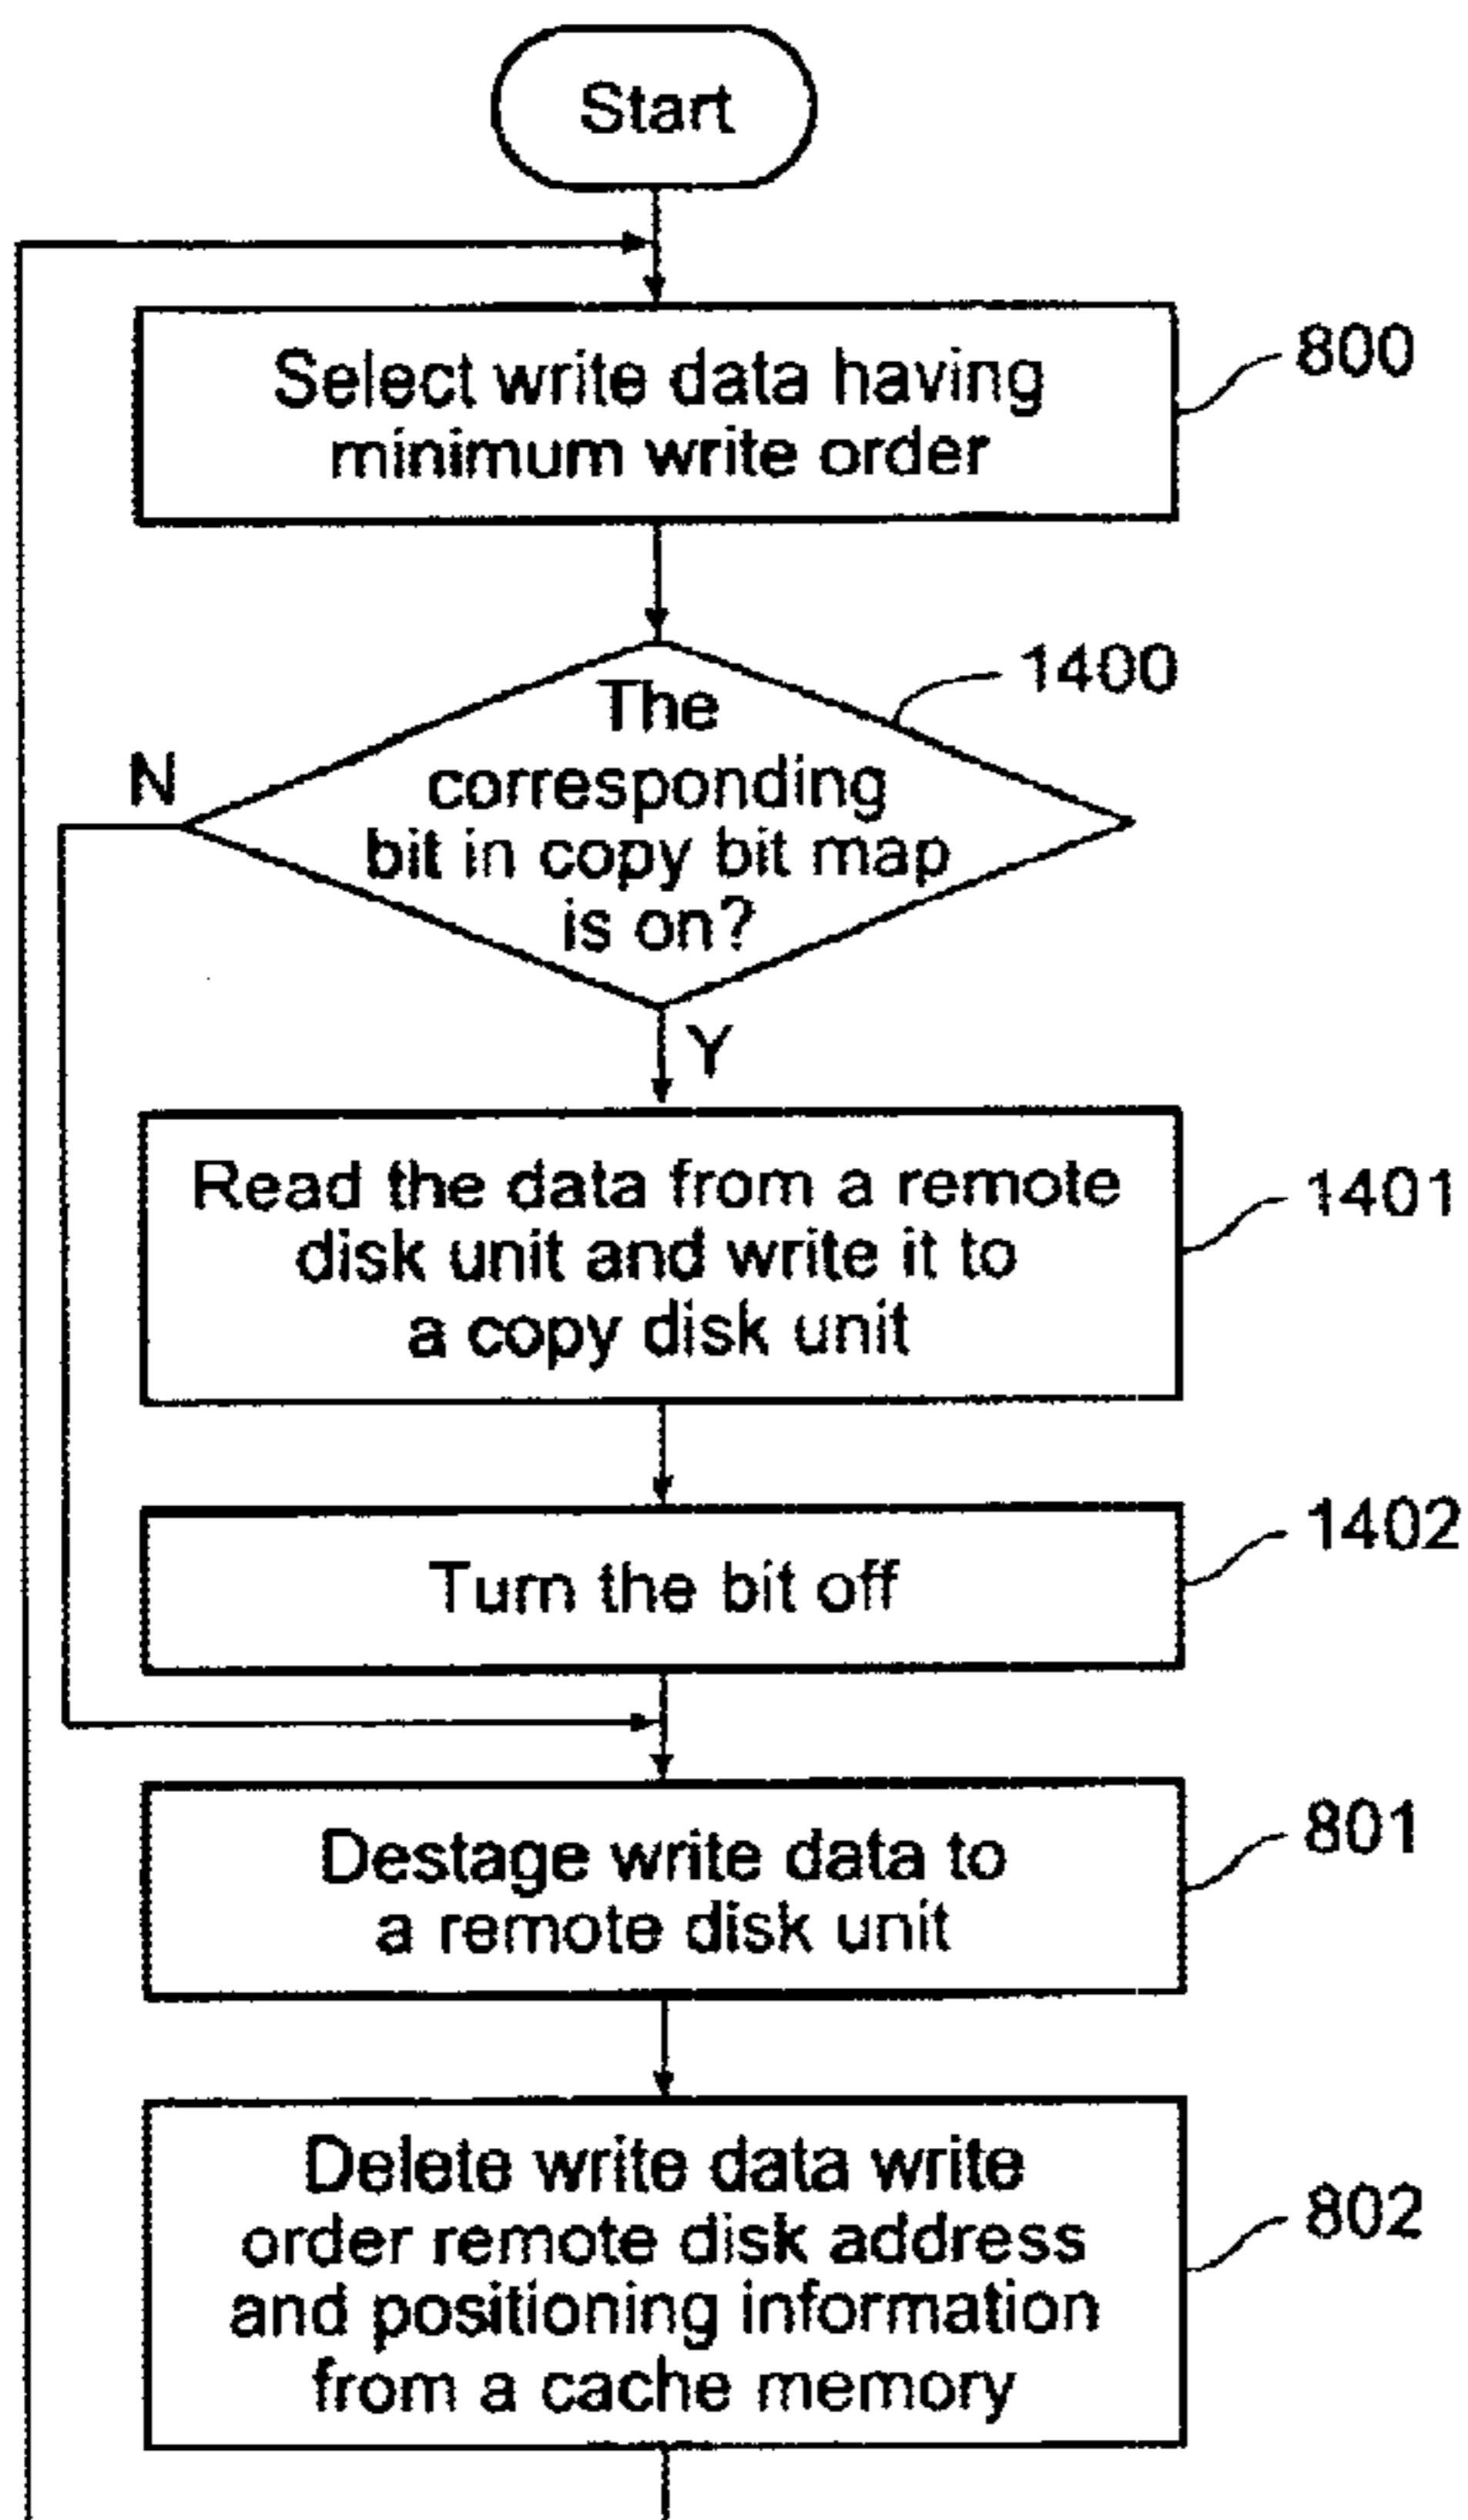 Start
Select write data having
minimum write order
800
The
corresponding
bit in copy bit map
is on?
1400
N
Y
Read the data from a remote
disk unit and write it to
a copy disk unit
1401
Turn the bit off
1402
Destage write data to
a remote disk unit
801
Delete write data write
order remote disk address
and positioning information
from a cache memory
802